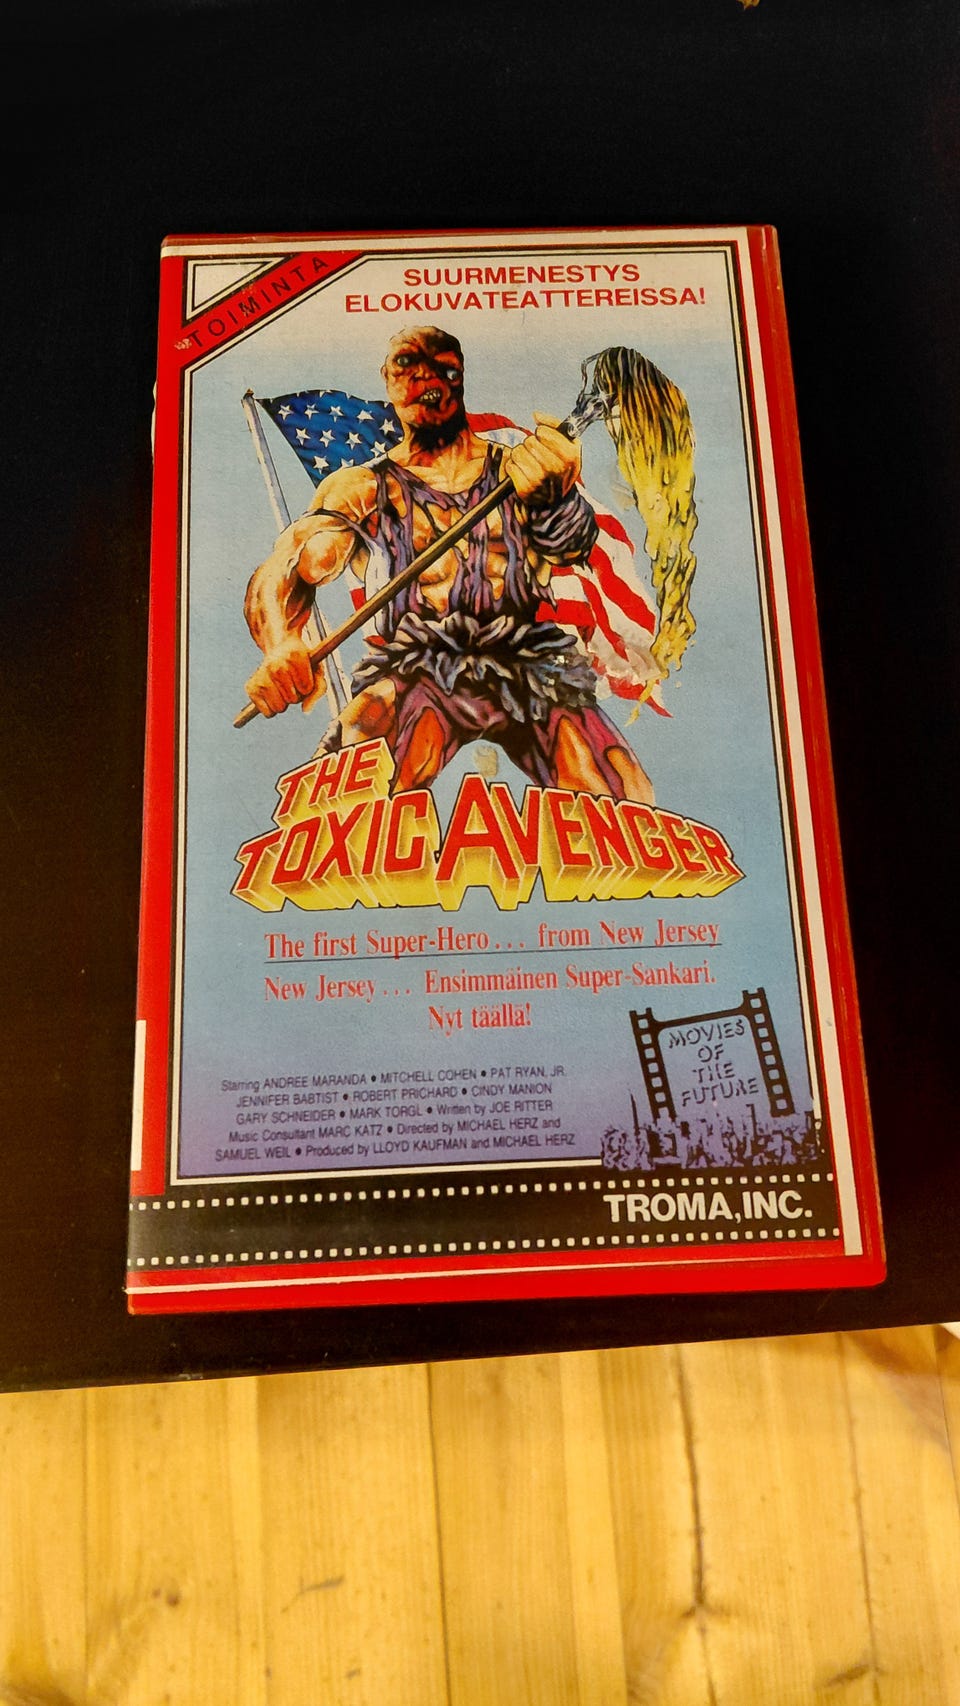 TOIMINTA
SUURMENESTYS
ELOKUVATEATTEREISSA!
THE
TOXIC AVENGER
The first Super-Hero... from New Jersey
New Jersey... Ensimmäinen Super-Sankari.
Nyt täällä!
MOVIES
OF
THE
FUTURE
Starring ANDREE MARANDA • MITCHELL COHEN • PAT RYAN, JR.
JENNIFER BABTIST • ROBERT PRICHARD • CINDY MANION
GARY SCHNEIDER • MARK TORGL • Written by JOE RITTER
Music Consultant MARC KATZ • Directed by MICHAEL HERZ and
SAMUEL WEIL • Produced by LLOYD KAUFMAN and MICHAEL HERZ
TROMA, INC.